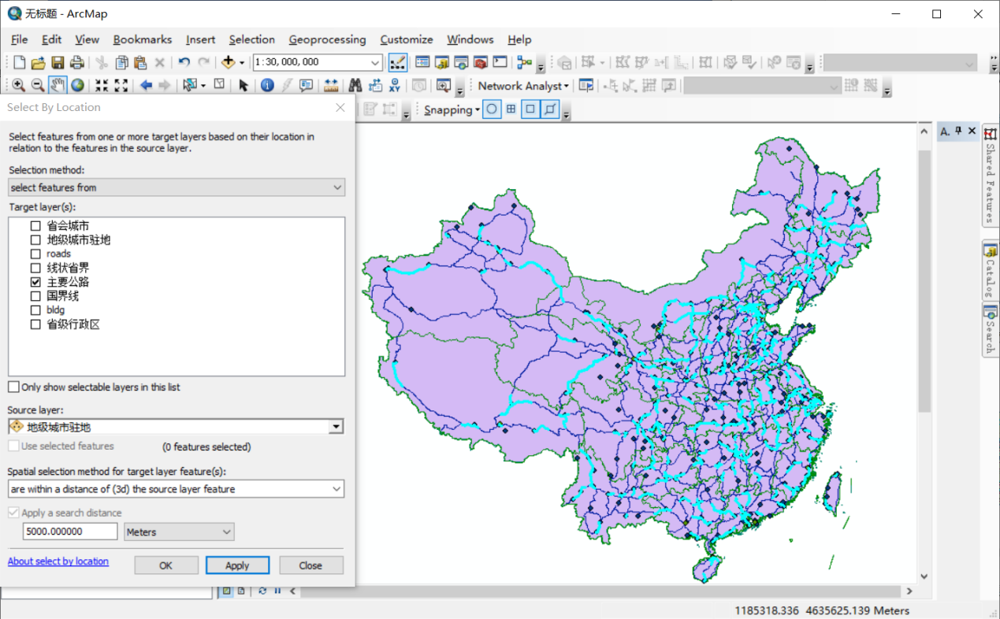 无标题 - ArcMap
File Edit View Bookmarks Insert Selection Geoprocessing Customize Windows Help
1:30,000,000
Network Analyst
Snapping
Select By Location
Select features from one or more target layers based on their location in
relation to the features in the source layer.
Selection method:
select features from
Target layer(s):
省会城市
地级城市驻地
roads
线状省界
主要公路
国界线
bldg
省级行政区
Only show selectable layers in this list
Source layer:
地级城市驻地
Use selected features (0 features selected)
Spatial selection method for target layer feature(s):
are within a distance of (3d) the source layer feature
Apply a search distance
5000.000000 Meters
About select by location OK Apply Close
A.
Shared Features
Catalog
Search
1185318.336 4635625.139 Meters